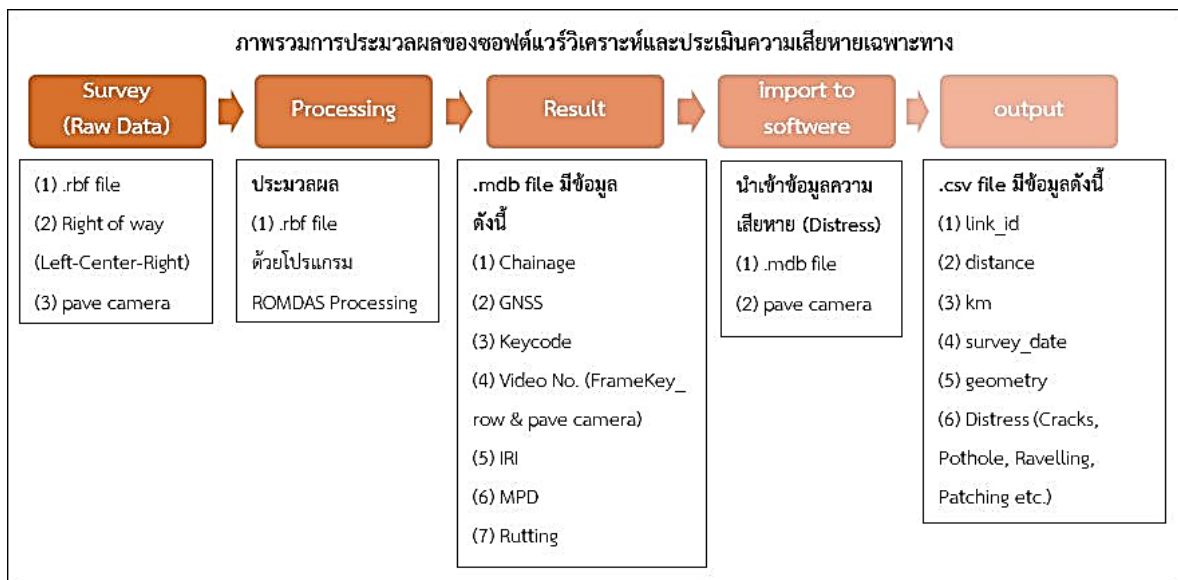 ภาพรวมการประมวลผลของซอฟต์แวร์วิเคราะห์และประเมินความเสียหายเฉพาะทาง
Survey
(Raw Data)
(1) .rbf file
(2) Right of way
(Left-Center-Right)
(3) pave camera
Processing
ประมวลผล
(1) .rbf file
ด้วยโปรแกรม
ROMDAS Processing
Result
.mdb file มีข้อมูล
ดังนี้
(1) Chainage
(2) GNSS
(3) Keycode
(4) Video No. (FrameKey_
row & pave camera)
(5) IRI
(6) MPD
(7) Rutting
import to
softwere
นำเข้าข้อมูลความ
เสียหาย (Distress)
(1) .mdb file
(2) pave camera
output
.csv file มีข้อมูลดังนี้
(1) link_id
(2) distance
(3) km
(4) survey_date
(5) geometry
(6) Distress (Cracks,
Pothole, Ravelling,
Patching etc.)